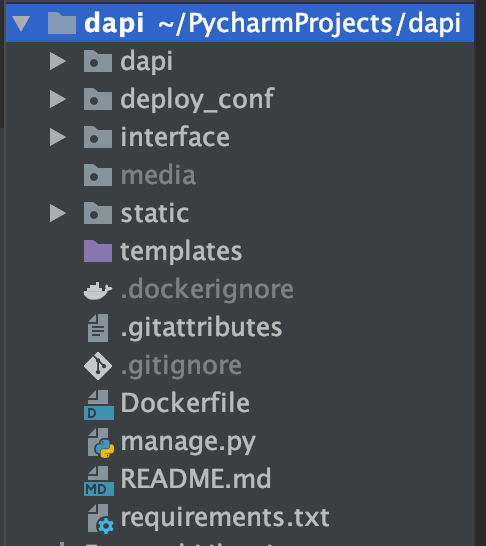 dapi ~/PycharmProjects/dapi
dapi
deploy_conf
interface
media
static
templates
.dockerignore
.gitattributes
.gitignore
D
Dockerfile
manage.py
MD
README.md
requirements.txt